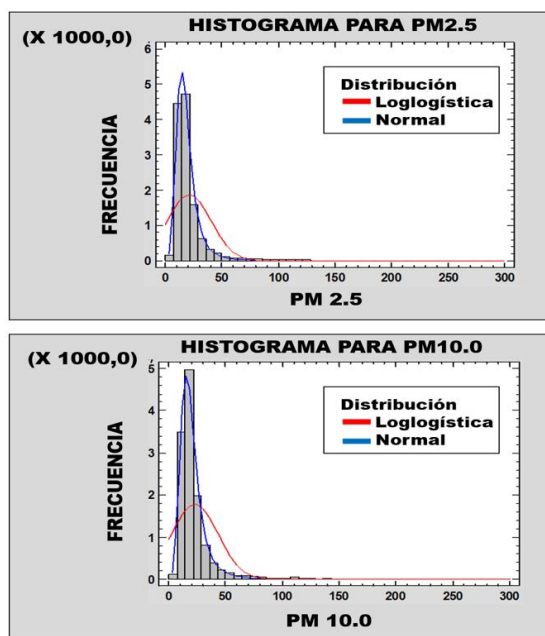 HISTOGRAMA PARA PM2.5
(X 1000,0)
6
5
4
3
2
1
0
FRECUENCIA
Distribución
Loglogística
Normal
0 50 100 150 200 250 300
PM 2.5
HISTOGRAMA PARA PM10.0
(X 1000,0)
5
4
3
2
1
0
FRECUENCIA
Distribución
Loglogística
Normal
0 50 100 150 200 250 300
PM 10.0